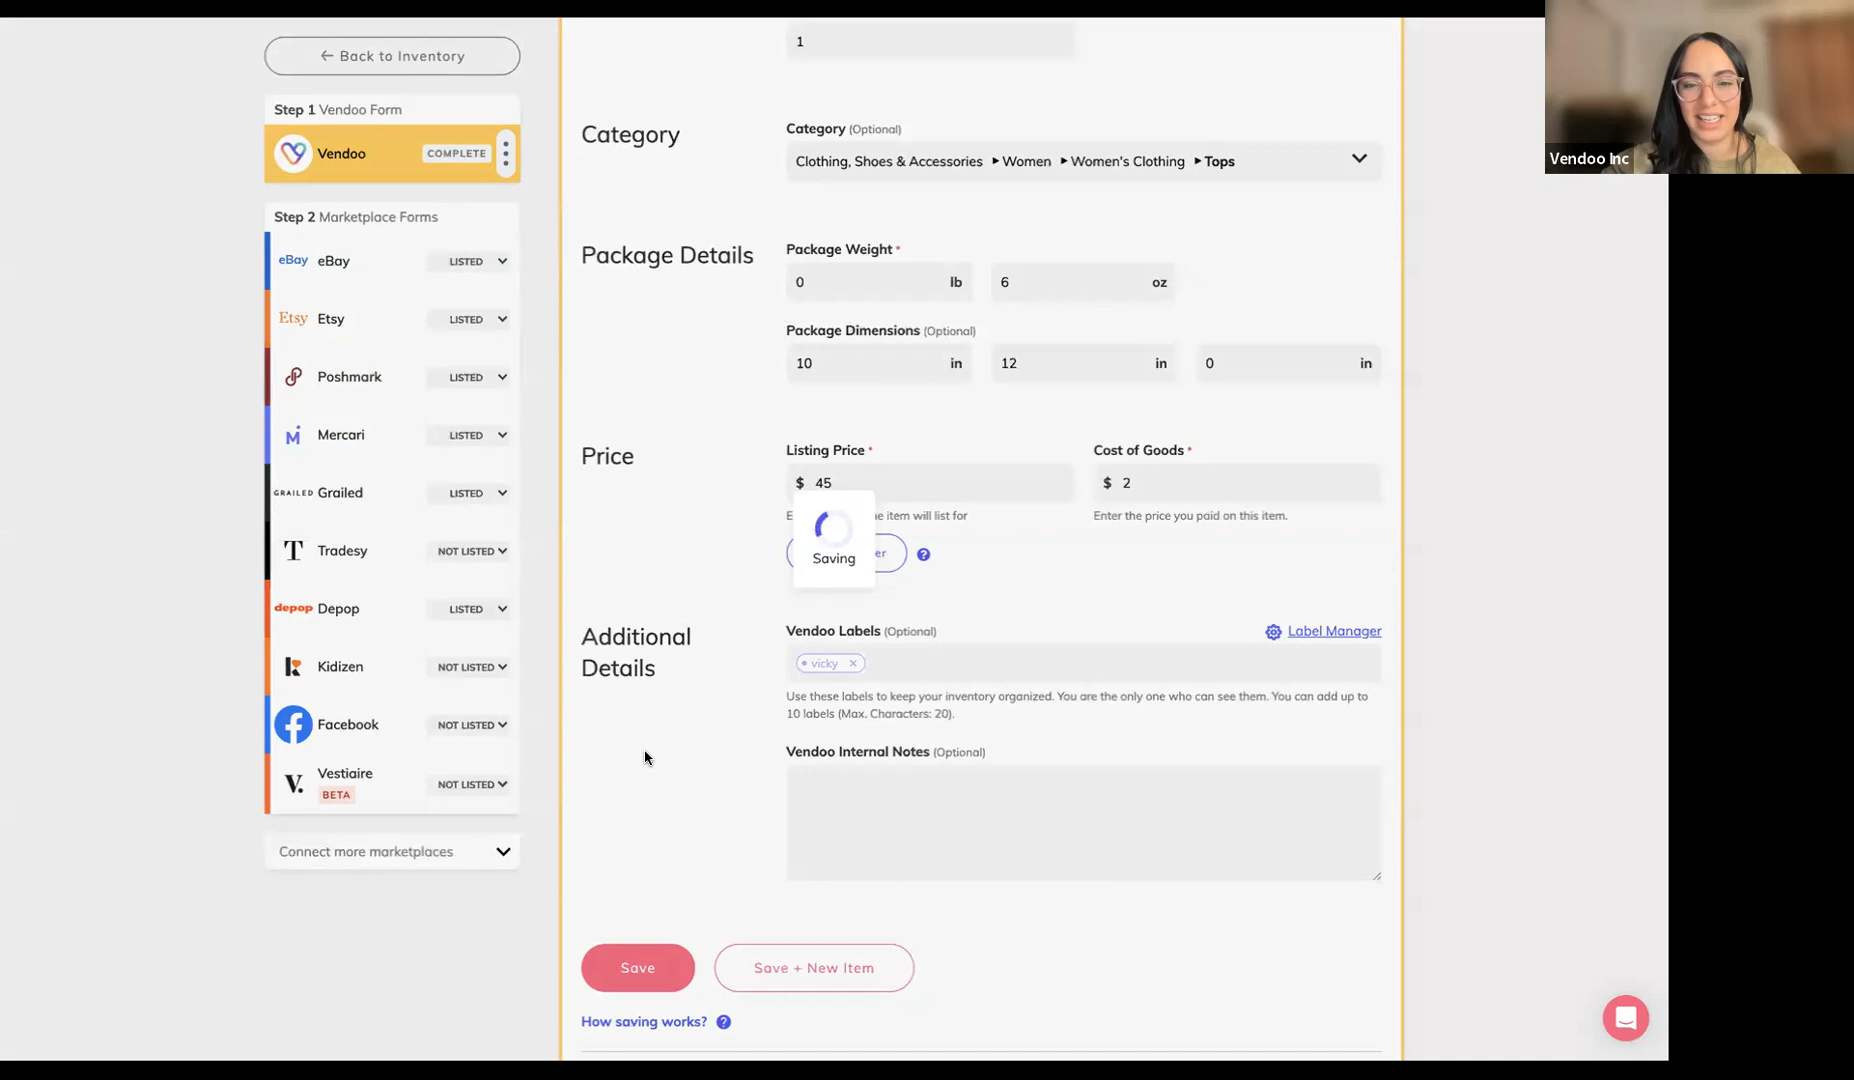 ← Back to Inventory
Step 1 Vendoo Form
Vendoo COMPLETE
Step 2 Marketplace Forms
eBay eBay LISTED
Etsy Etsy LISTED
Poshmark LISTED
Mercari LISTED
GRAILED Grailed LISTED
T Tradesy NOT LISTED
depop Depop LISTED
Kidizen NOT LISTED
Facebook NOT LISTED
V. Vestiaire NOT LISTED
BETA
Connect more marketplaces
1
Category
Category (Optional)
Clothing, Shoes & Accessories ▸ Women ▸ Women's Clothing ▸ Tops
Package Details
Package Weight *
0 lb 6 oz
Package Dimensions (Optional)
10 in 12 in 0 in
Price
Listing Price * Cost of Goods *
$ 45 $ 2
e item will list for Enter the price you paid on this item.
er ?
Saving
Additional
Details
Vendoo Labels (Optional) Label Manager
vicky ×
Use these labels to keep your inventory organized. You are the only one who can see them. You can add up to
10 labels (Max. Characters: 20).
Vendoo Internal Notes (Optional)
Save Save + New Item
How saving works? ?
Vendoo Inc